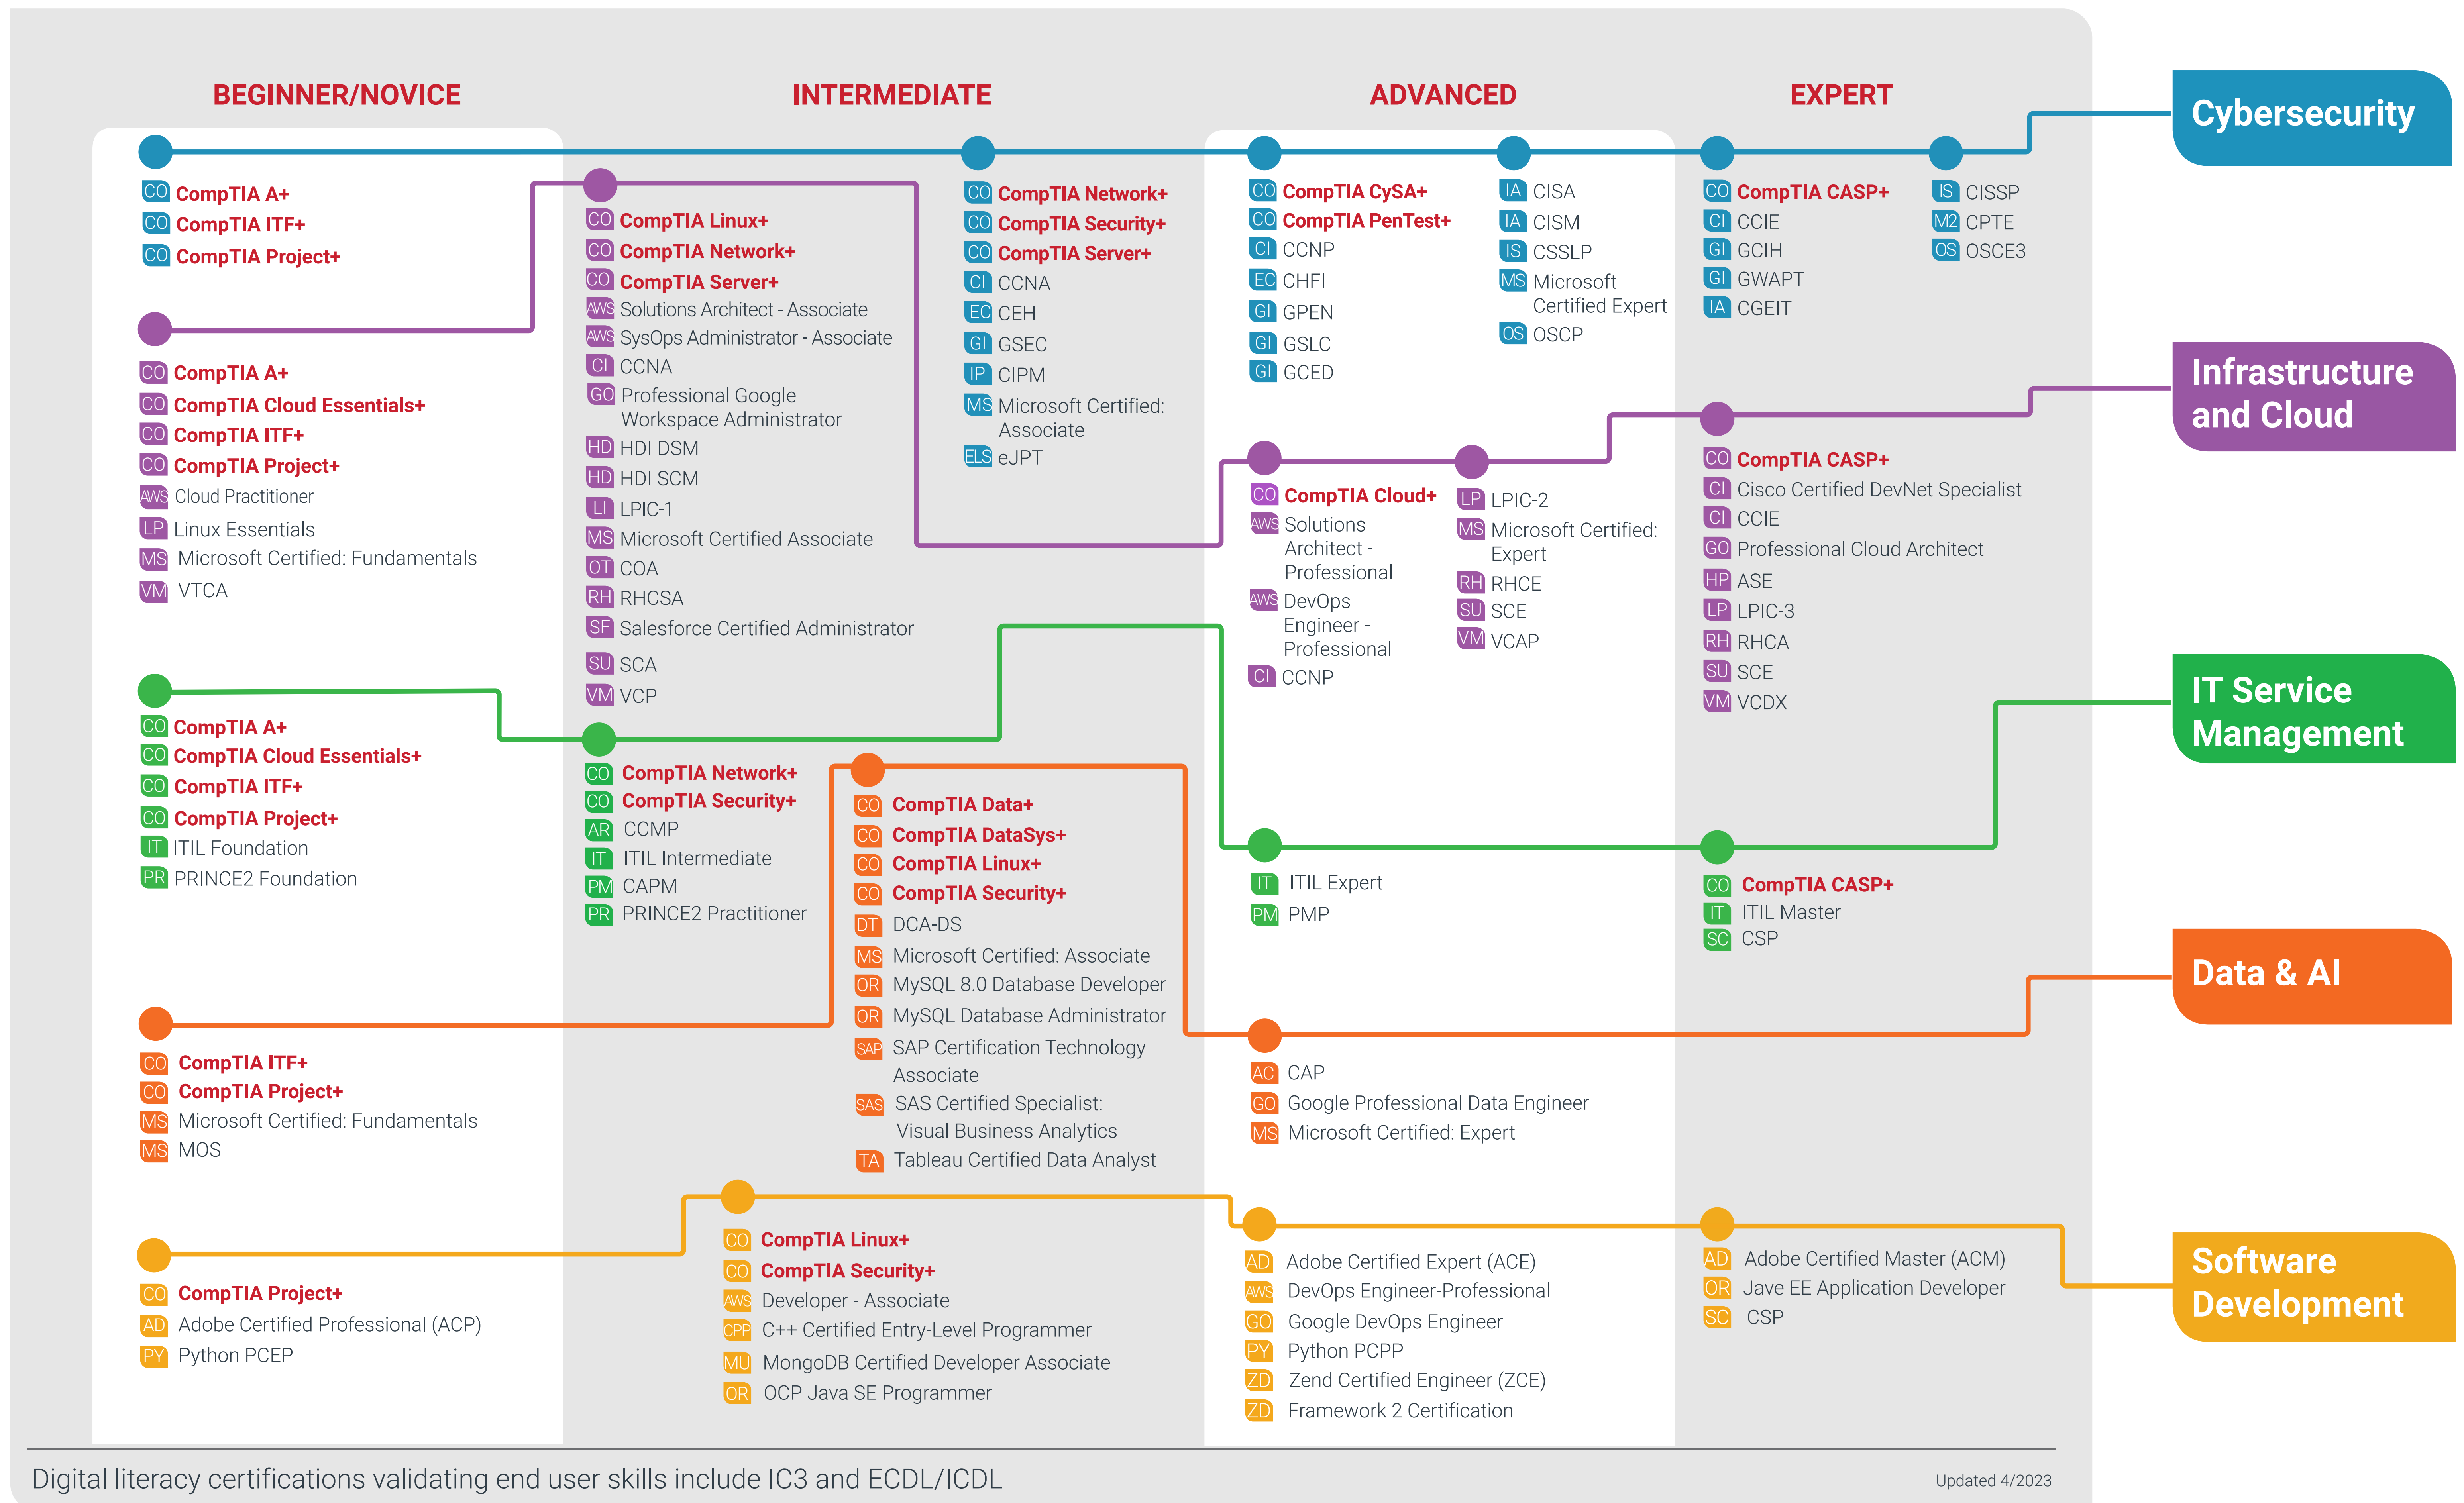 BEGINNER/NOVICE
INTERMEDIATE
ADVANCED
EXPERT
Cybersecurity
CO CompTIA A+
CO CompTIA ITF+
CO CompTIA Project+
CO CompTIA Network+
CO CompTIA Security+
CO CompTIA Server+
CI CCNA
EC CEH
GI GSEC
IP CIPM
MS Microsoft Certified:
Associate
ELS eJPT
CO CompTIA CySA+
CO CompTIA PenTest+
CI CCNP
EC CHFI
GI GPEN
GI GSLC
GI GCED
IA CISA
IA CISM
IS CSSLP
MS Microsoft
Certified Expert
OS OSCP
CO CompTIA CASP+
CI CCIE
GI GCIH
GI GWAPT
IA CGEIT
IS CISSP
M2 CPTE
OS OSCE3
Infrastructure
and Cloud
CO CompTIA A+
CO CompTIA Cloud Essentials+
CO CompTIA ITF+
CO CompTIA Project+
AWS Cloud Practitioner
LP Linux Essentials
MS Microsoft Certified: Fundamentals
VM VTCA
CO CompTIA Linux+
CO CompTIA Network+
CO CompTIA Server+
AWS Solutions Architect - Associate
AWS SysOps Administrator - Associate
CI CCNA
GO Professional Google
Workspace Administrator
HD HDI DSM
HD HDI SCM
LI LPIC-1
MS Microsoft Certified Associate
OT COA
RH RHCSA
SF Salesforce Certified Administrator
SU SCA
VM VCP
CO CompTIA Cloud+
AWS Solutions
Architect -
Professional
AWS DevOps
Engineer -
Professional
CI CCNP
LP LPIC-2
MS Microsoft Certified:
Expert
RH RHCE
SU SCE
VM VCAP
CO CompTIA CASP+
CI Cisco Certified DevNet Specialist
CI CCIE
GO Professional Cloud Architect
HP ASE
LP LPIC-3
RH RHCA
SU SCE
VM VCDX
IT Service
Management
CO CompTIA A+
CO CompTIA Cloud Essentials+
CO CompTIA ITF+
CO CompTIA Project+
IT ITIL Foundation
PR PRINCE2 Foundation
CO CompTIA Network+
CO CompTIA Security+
AR CCMP
IT ITIL Intermediate
PM CAPM
PR PRINCE2 Practitioner
IT ITIL Expert
PM PMP
CO CompTIA CASP+
IT ITIL Master
SC CSP
Data & AI
CO CompTIA ITF+
CO CompTIA Project+
MS Microsoft Certified: Fundamentals
MS MOS
CO CompTIA Data+
CO CompTIA DataSys+
CO CompTIA Linux+
CO CompTIA Security+
DT DCA-DS
MS Microsoft Certified: Associate
OR MySQL 8.0 Database Developer
OR MySQL Database Administrator
SAP SAP Certification Technology
Associate
SAS SAS Certified Specialist:
Visual Business Analytics
TA Tableau Certified Data Analyst
AC CAP
GO Google Professional Data Engineer
MS Microsoft Certified: Expert
Software
Development
CO CompTIA Project+
AD Adobe Certified Professional (ACP)
PY Python PCEP
CO CompTIA Linux+
CO CompTIA Security+
AWS Developer - Associate
CPP C++ Certified Entry-Level Programmer
MU MongoDB Certified Developer Associate
OR OCP Java SE Programmer
AD Adobe Certified Expert (ACE)
AWS DevOps Engineer-Professional
GO Google DevOps Engineer
PY Python PCPP
ZD Zend Certified Engineer (ZCE)
ZD Framework 2 Certification
AD Adobe Certified Master (ACM)
OR Jave EE Application Developer
SC CSP
Digital literacy certifications validating end user skills include IC3 and ECDL/ICDL
Updated 4/2023